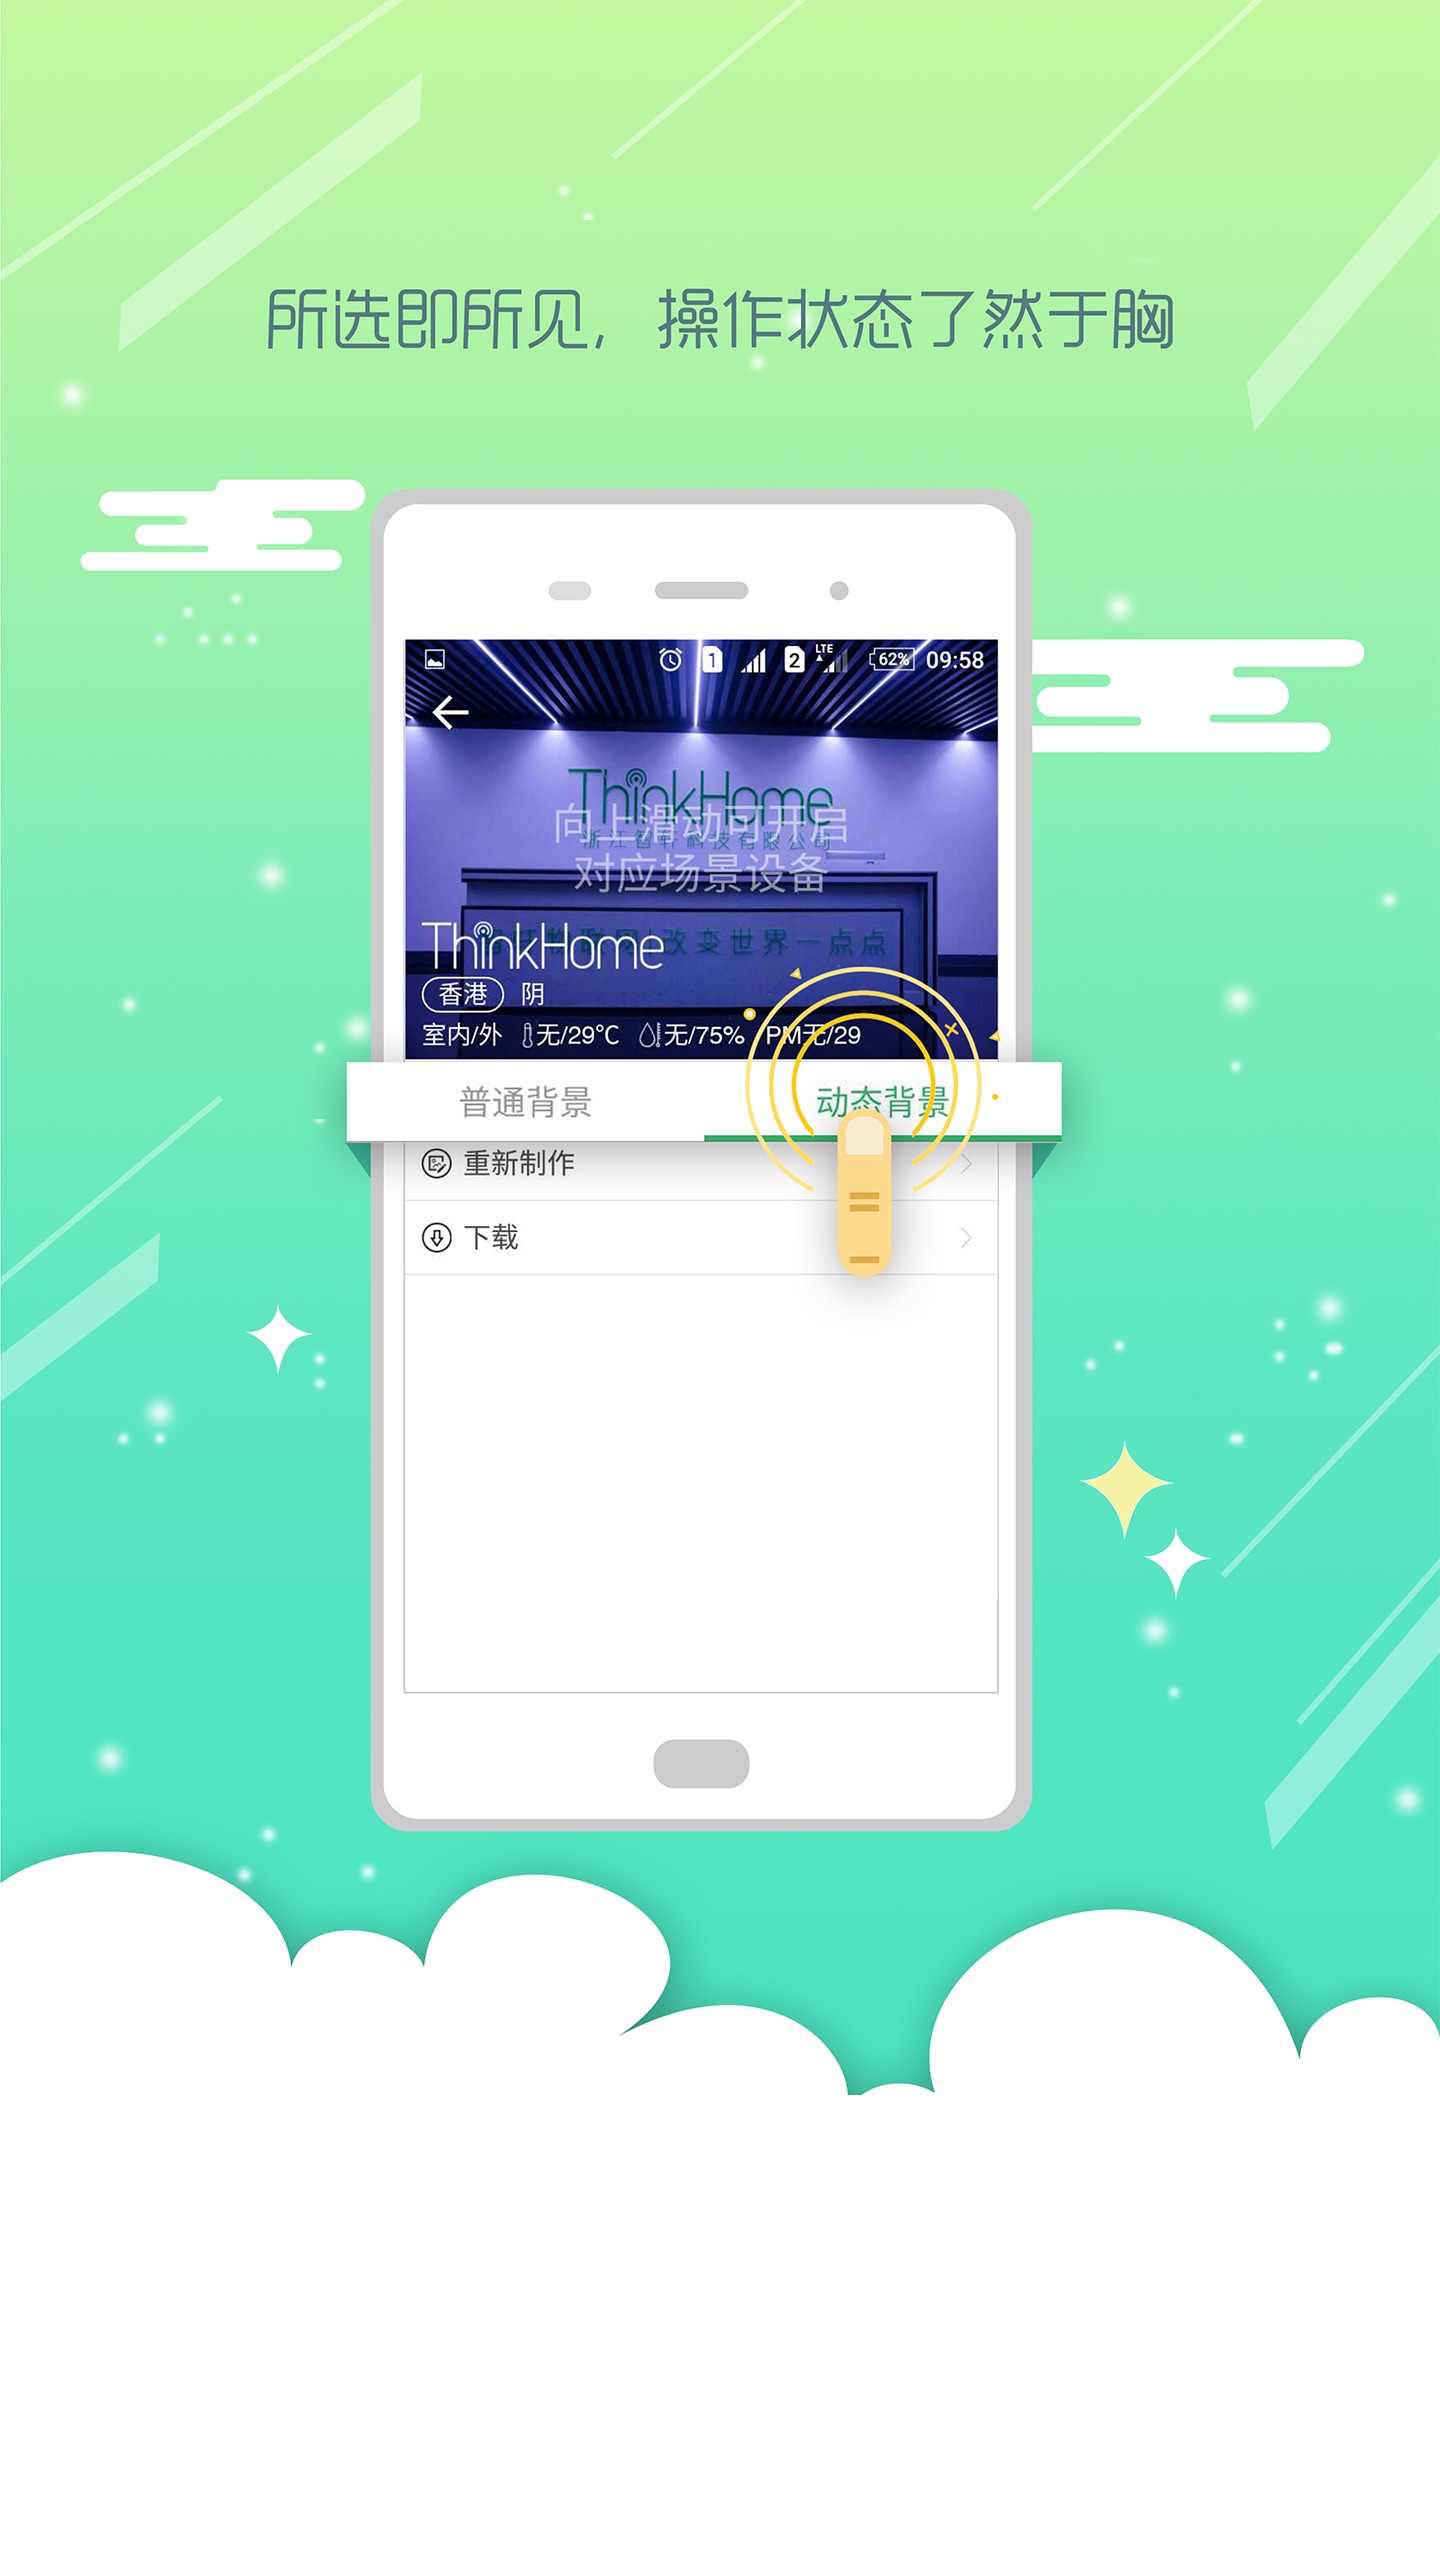 所选即所见，操作状态了然于胸
1 2 LTE 62% 09:58
ThinkHome
浙江智轩科技有限公司
向上滑动可开启
对应场景设备
改变世界一点点
ThinkHome
香港 阴
室内/外 无/29℃ 无/75% PM无/29
普通背景 动态背景
重新制作
下载